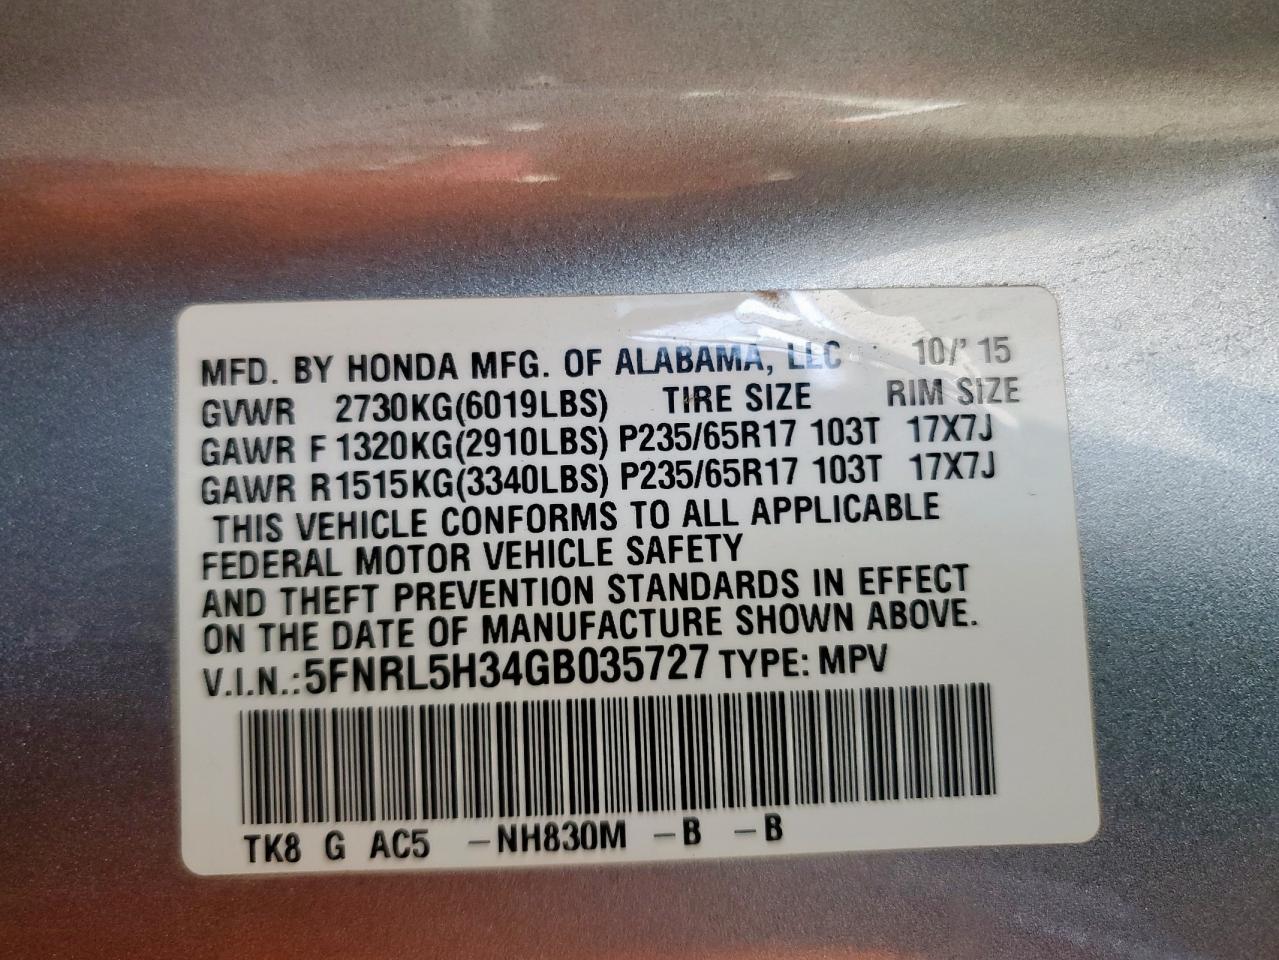 MFD. BY HONDA MFG. OF ALABAMA, LLC 10/' 15
GVWR 2730KG(6019LBS) TIRE SIZE RIM SIZE
GAWR F 1320KG(2910LBS) P235/65R17 103T 17X7J
GAWR R1515KG(3340LBS) P235/65R17 103T 17X7J
THIS VEHICLE CONFORMS TO ALL APPLICABLE
FEDERAL MOTOR VEHICLE SAFETY
AND THEFT PREVENTION STANDARDS IN EFFECT
ON THE DATE OF MANUFACTURE SHOWN ABOVE.
V.I.N.:5FNRL5H34GB035727 TYPE: MPV
TK8 G AC5 -NH830M -B -B